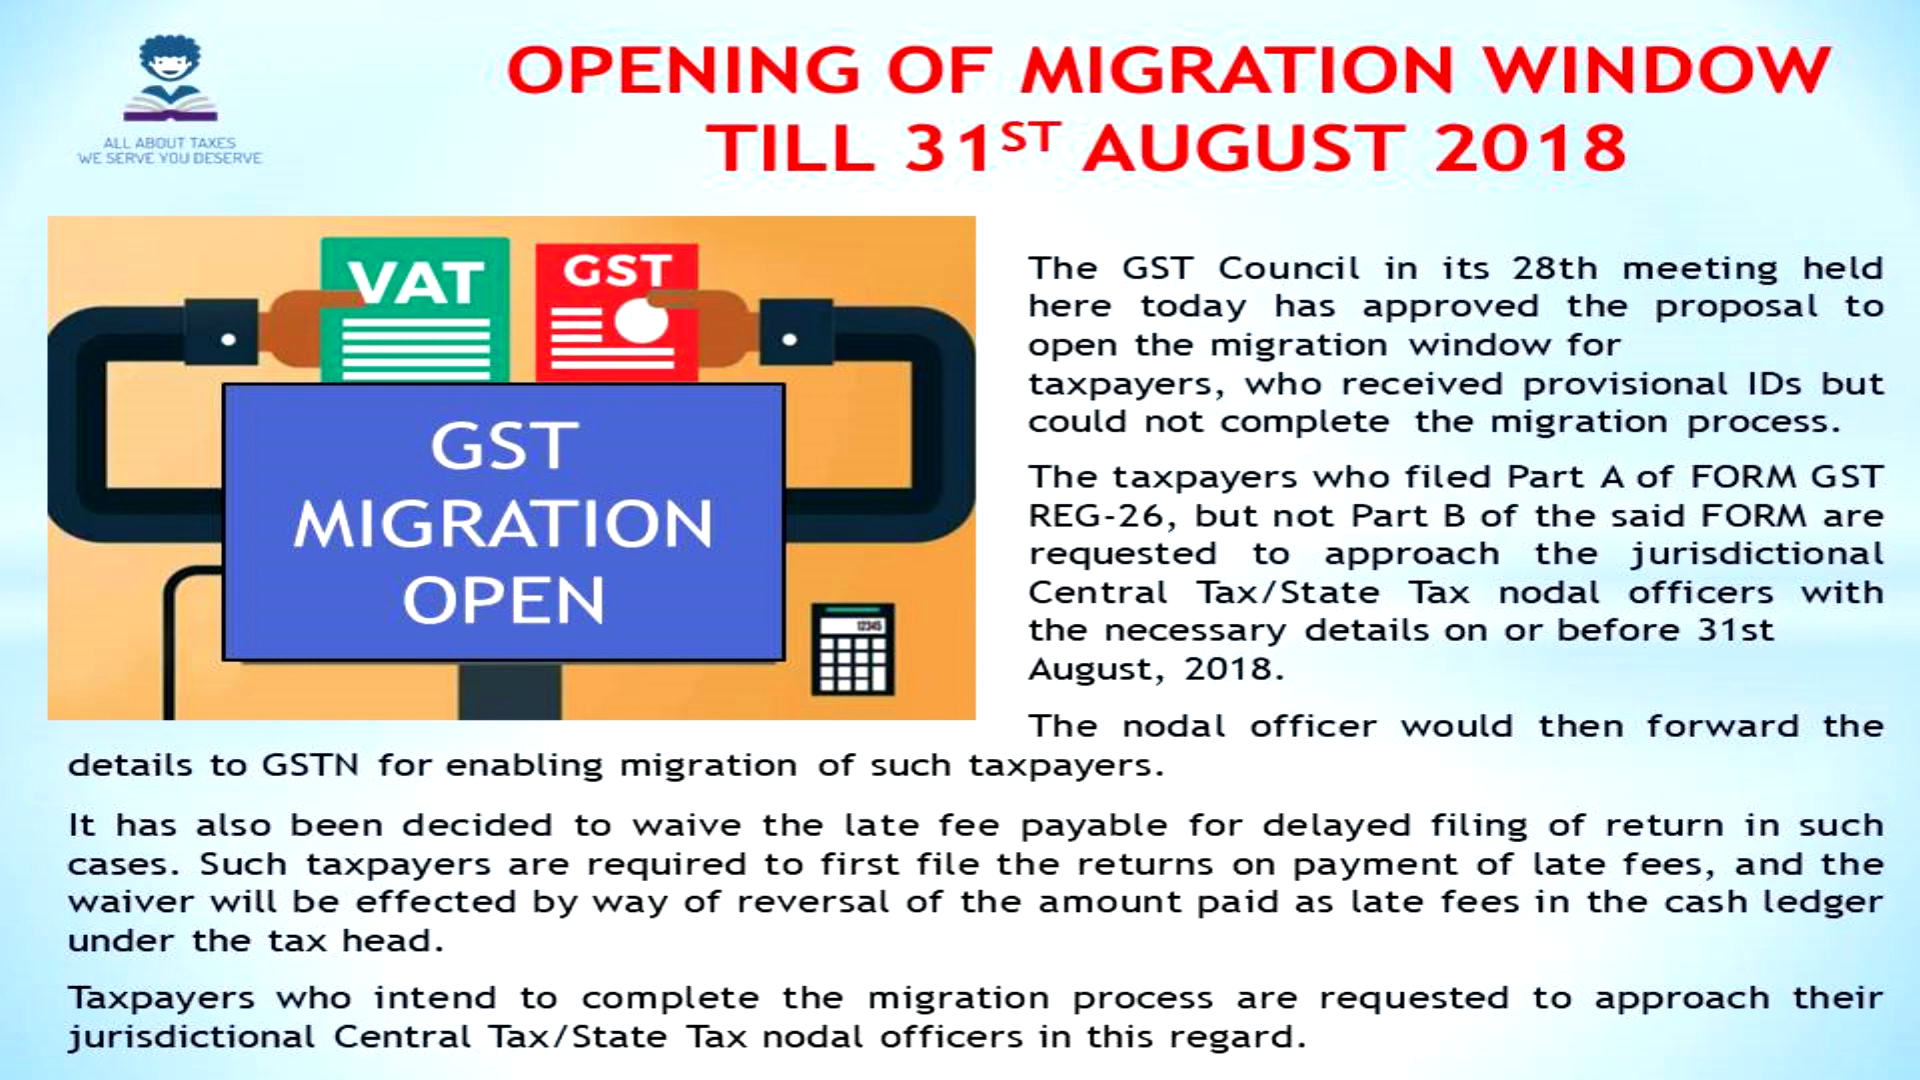 ALL ABOUT TAXES
WE SERVE YOU DESERVE
OPENING OF MIGRATION WINDOW
TILL 31ST AUGUST 2018
VAT
GST
GST
MIGRATION
OPEN
12345
The GST Council in its 28th meeting held
here today has approved the proposal to
open the migration window for
taxpayers, who received provisional IDs but
could not complete the migration process.
The taxpayers who filed Part A of FORM GST
REG-26, but not Part B of the said FORM are
requested to approach the jurisdictional
Central Tax/State Tax nodal officers with
the necessary details on or before 31st
August, 2018.
The nodal officer would then forward the
details to GSTN for enabling migration of such taxpayers.
It has also been decided to waive the late fee payable for delayed filing of return in such
cases. Such taxpayers are required to first file the returns on payment of late fees, and the
waiver will be effected by way of reversal of the amount paid as late fees in the cash ledger
under the tax head.
Taxpayers who intend to complete the migration process are requested to approach their
jurisdictional Central Tax/State Tax nodal officers in this regard.